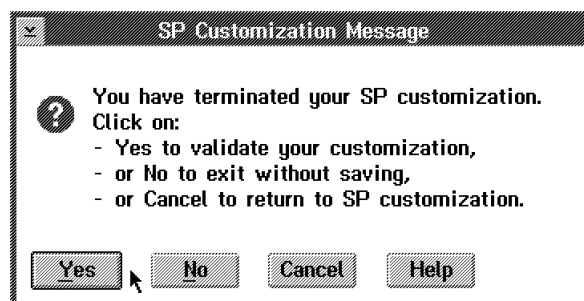 SP Customization Message
You have terminated your SP customization.
Click on:
- Yes to validate your customization,
- or No to exit without saving,
- or Cancel to return to SP customization.
Yes No Cancel Help